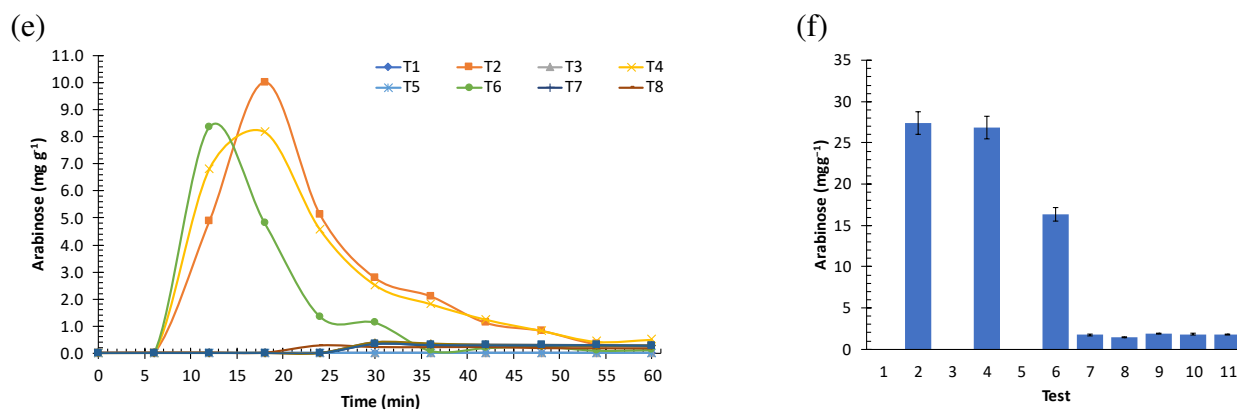 (e)
11.0
10.0
9.0
8.0
7.0
6.0
5.0
4.0
3.0
2.0
1.0
0.0
Arabinose (mg g⁻¹)
T1 T2 T3 T4
T5 T6 T7 T8
0 5 10 15 20 25 30 35 40 45 50 55 60
Time (min)
(f)
35
30
25
20
15
10
5
0
Arabinose (mgg⁻¹)
1 2 3 4 5 6 7 8 9 10 11
Test